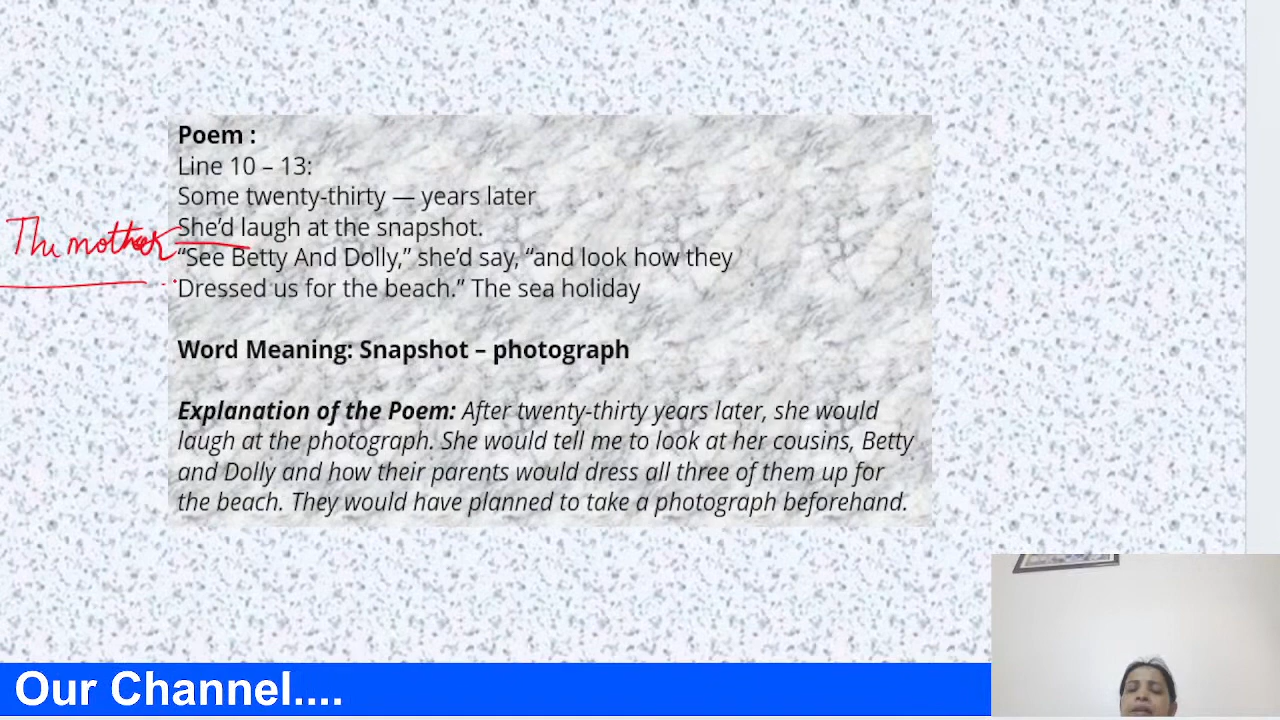 Poem :
Line 10 – 13:
Some twenty-thirty — years later
She’d laugh at the snapshot.
The mother
“See Betty And Dolly,” she’d say, “and look how they
Dressed us for the beach.” The sea holiday
Word Meaning: Snapshot – photograph
Explanation of the Poem: After twenty-thirty years later, she would
laugh at the photograph. She would tell me to look at her cousins, Betty
and Dolly and how their parents would dress all three of them up for
the beach. They would have planned to take a photograph beforehand.
Our Channel....